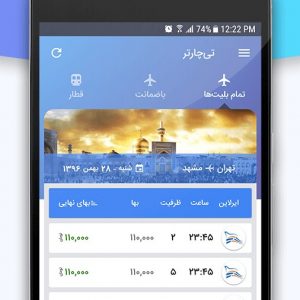 74% 12:22 PM
تی‌چارتر
تمام بلیت‌ها باضمانت قطار
تهران مشهد شنبه - ۲۸ بهمن ۱۳۹۶
ایرلاین ساعت ظرفیت بها بهای نهایی
۲۳:۴۵ ۲ ۱۱۰,۰۰۰ ۱۱۰,۰۰۰
۲۳:۴۵ ۵ ۱۱۰,۰۰۰ ۱۱۰,۰۰۰